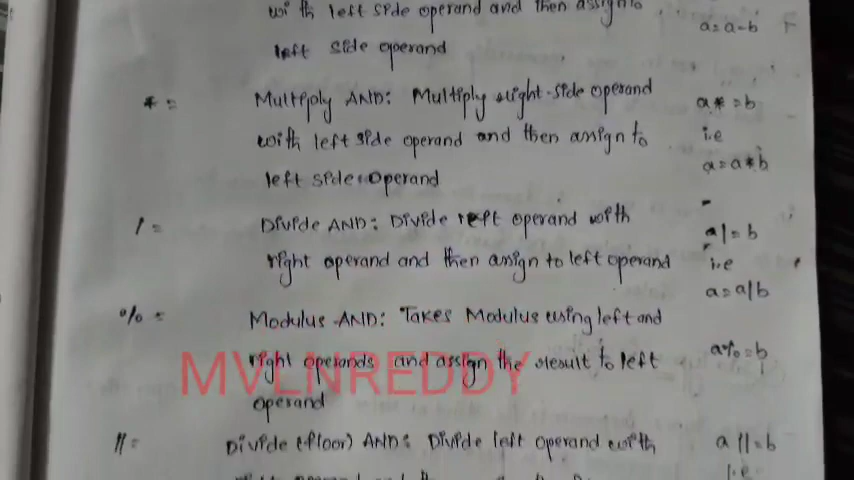 with left side operand and then assign to
a=a-b
left side operand
*= Multiply AND: Multiply right-side operand a*=b
with left side operand and then assign to i.e
left side operand a=a*b
/= Divide AND: Divide left operand with a/=b
right operand and then assign to left operand i.e
a=a/b
%= Modulus AND: Takes Modulus using left and
right operands and assign the result to left a%=b
MVLNREDDY
operand
//= Divide (floor) AND: Divide left operand with a//=b
i.e